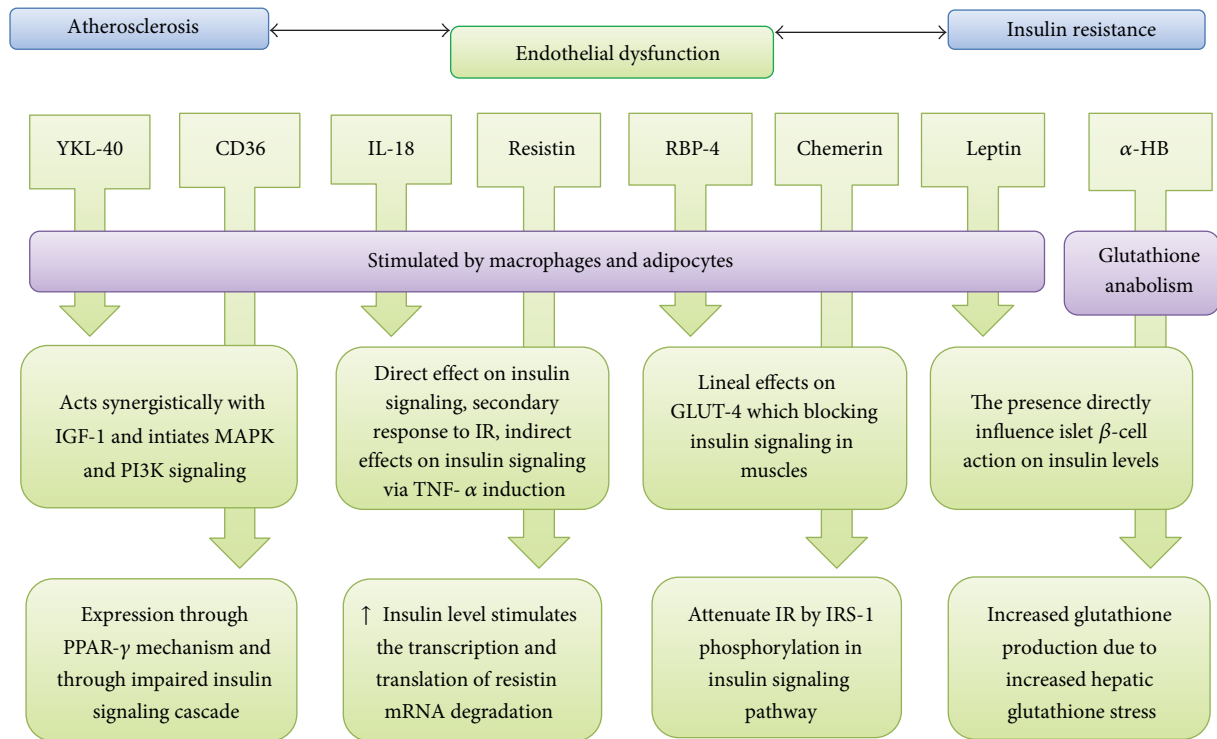 Atherosclerosis
Endothelial dysfunction
Insulin resistance
YKL-40
CD36
IL-18
Resistin
RBP-4
Chemerin
Leptin
α-HB
Stimulated by macrophages and adipocytes
Glutathione
anabolism
Acts synergistically with
IGF-1 and intiates MAPK
and PI3K signaling
Direct effect on insulin
signaling, secondary
response to IR, indirect
effects on insulin signaling
via TNF- α induction
Lineal effects on
GLUT-4 which blocking
insulin signaling in
muscles
The presence directly
influence islet β-cell
action on insulin levels
Expression through
PPAR-γ mechanism and
through impaired insulin
signaling cascade
↑ Insulin level stimulates
the transcription and
translation of resistin
mRNA degradation
Attenuate IR by IRS-1
phosphorylation in
insulin signaling
pathway
Increased glutathione
production due to
increased hepatic
glutathione stress